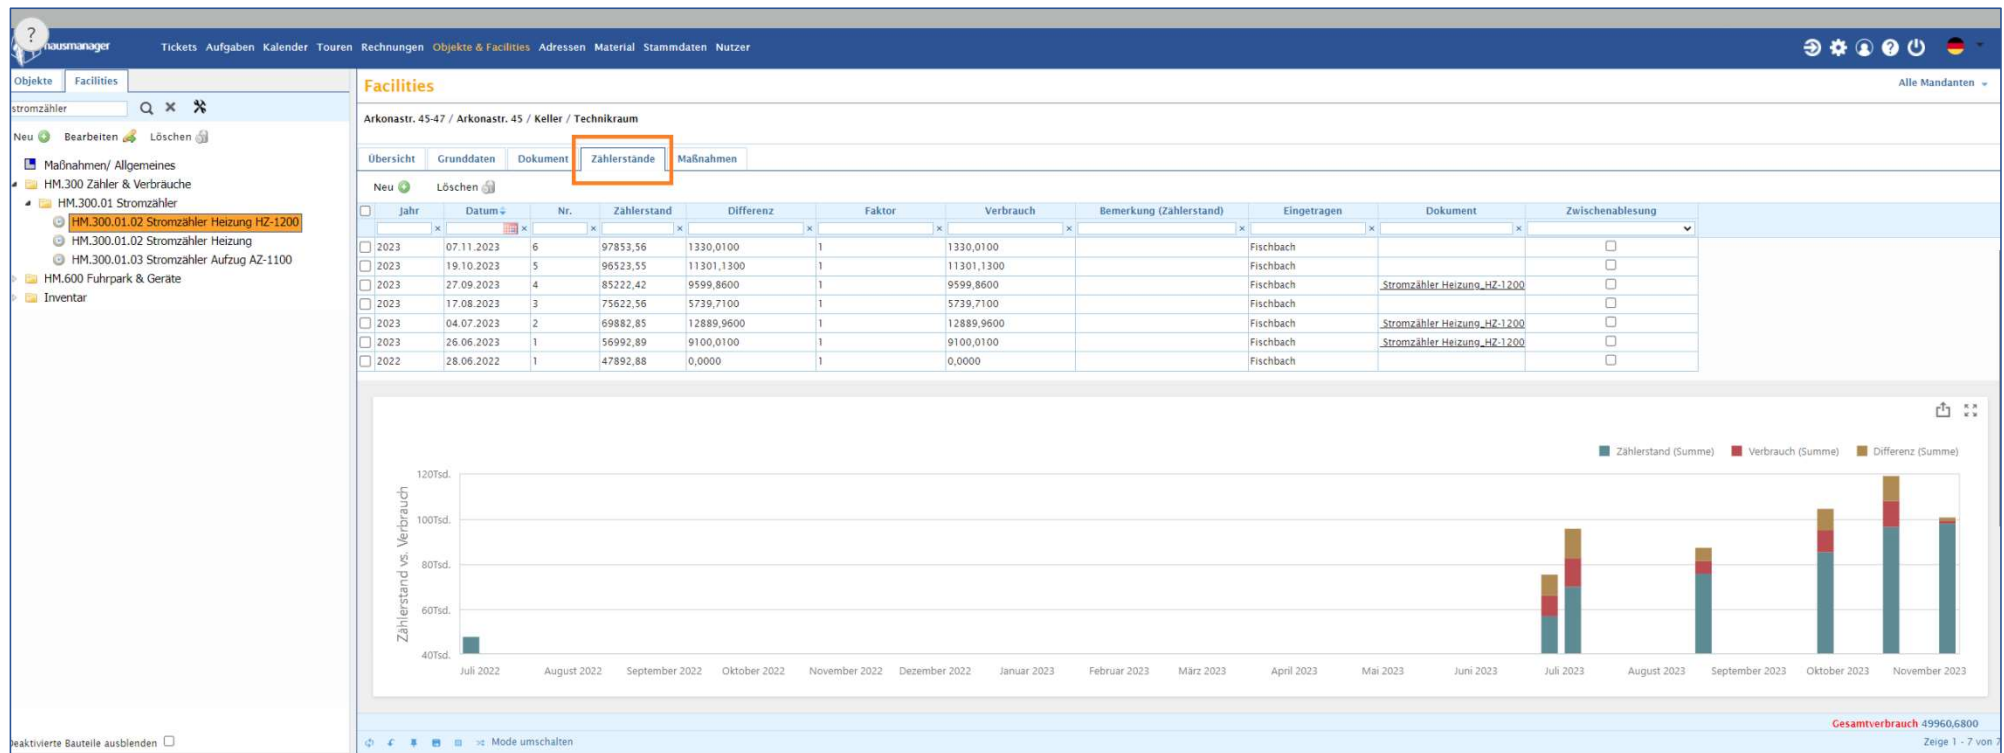 ?
hausmanager Tickets Aufgaben Kalender Touren Rechnungen Objekte & Facilities Adressen Material Stammdaten Nutzer
Objekte Facilities
stromzähler
Neu Bearbeiten Löschen
Maßnahmen/ Allgemeines
HM.300 Zähler & Verbräuche
HM.300.01 Stromzähler
HM.300.01.02 Stromzähler Heizung HZ-1200
HM.300.01.02 Stromzähler Heizung
HM.300.01.03 Stromzähler Aufzug AZ-1100
HM.600 Fuhrpark & Geräte
Inventar
Deaktivierte Bauteile ausblenden
Facilities Alle Mandanten
Arkonastr. 45-47 / Arkonastr. 45 / Keller / Technikraum
Übersicht Grunddaten Dokument Zählerstände Maßnahmen
Neu Löschen
Jahr Datum Nr. Zählerstand Differenz Faktor Verbrauch Bemerkung (Zählerstand) Eingetragen Dokument Zwischenablesung
2023 07.11.2023 6 97853,56 1330,0100 1 1330,0100 Fischbach
2023 19.10.2023 5 96523,55 11301,1300 1 11301,1300 Fischbach
2023 27.09.2023 4 85222,42 9599,8600 1 9599,8600 Fischbach Stromzähler Heizung_HZ-1200
2023 17.08.2023 3 75622,56 5739,7100 1 5739,7100 Fischbach
2023 04.07.2023 2 69882,85 12889,9600 1 12889,9600 Fischbach Stromzähler Heizung_HZ-1200
2023 26.06.2023 1 56992,89 9100,0100 1 9100,0100 Fischbach Stromzähler Heizung_HZ-1200
2022 28.06.2022 1 47892,88 0,0000 1 0,0000 Fischbach
Zählerstand (Summe) Verbrauch (Summe) Differenz (Summe)
Zählerstand vs. Verbrauch
120Tsd.
100Tsd.
80Tsd.
60Tsd.
40Tsd.
Juli 2022 August 2022 September 2022 Oktober 2022 November 2022 Dezember 2022 Januar 2023 Februar 2023 März 2023 April 2023 Mai 2023 Juni 2023 Juli 2023 August 2023 September 2023 Oktober 2023 November 2023
Gesamtverbrauch 49960,6800
Mode umschalten Zeige 1 - 7 von 7